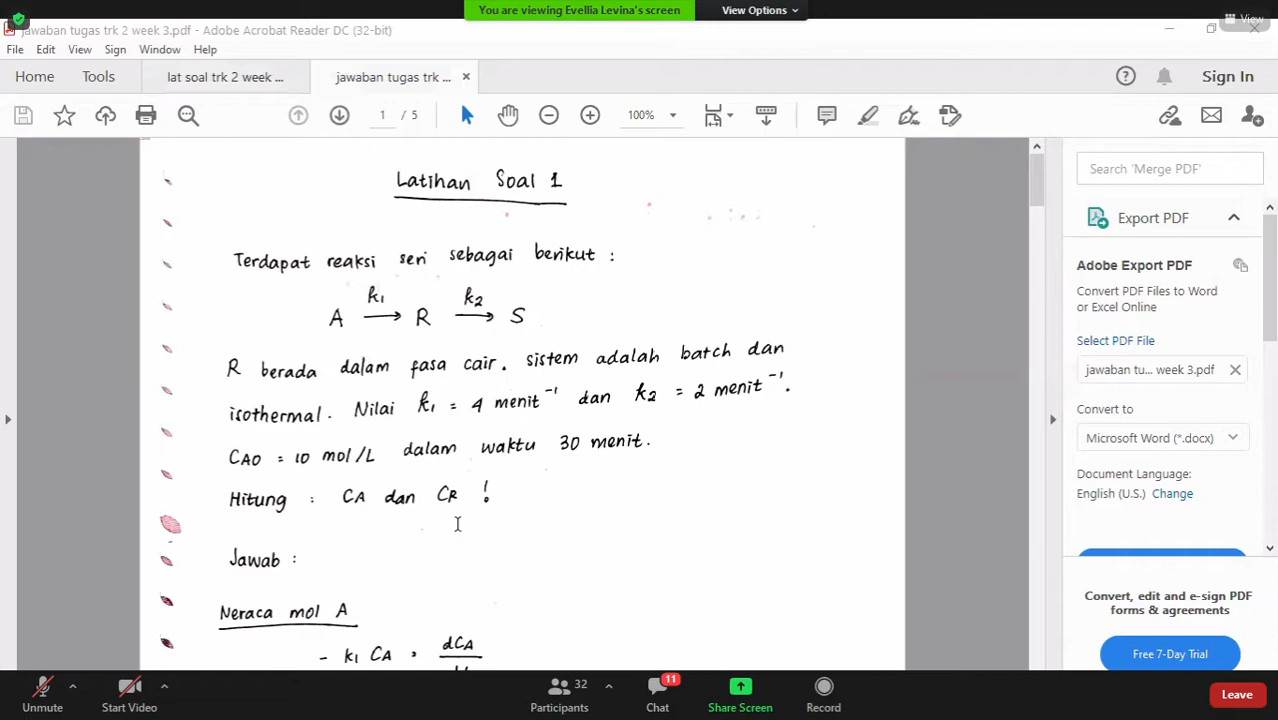 You are viewing Evellia Levina's screen
View Options
View
jawaban tugas trk 2 week 3.pdf - Adobe Acrobat Reader DC (32-bit)
File Edit View Sign Window Help
Home Tools lat soal trk 2 week ... jawaban tugas trk ... ×
Sign In
1 / 5
100%
Latihan Soal 1
Terdapat reaksi seri sebagai berikut :
k1 k2
A → R → S
R berada dalam fasa cair. sistem adalah batch dan
isothermal. Nilai k1 = 4 menit⁻¹ dan k2 = 2 menit⁻¹.
CA0 = 10 mol/L dalam waktu 30 menit.
Hitung : CA dan CR !
Jawab :
Neraca mol A
- k1 CA = dCA
Search 'Merge PDF'
Export PDF
Adobe Export PDF
Convert PDF Files to Word
or Excel Online
Select PDF File
jawaban tu... week 3.pdf
Convert to
Microsoft Word (*.docx)
Document Language:
English (U.S.) Change
Convert, edit and e-sign PDF
forms & agreements
Free 7-Day Trial
Unmute
Start Video
32
Participants
11
Chat
Share Screen
Record
Leave